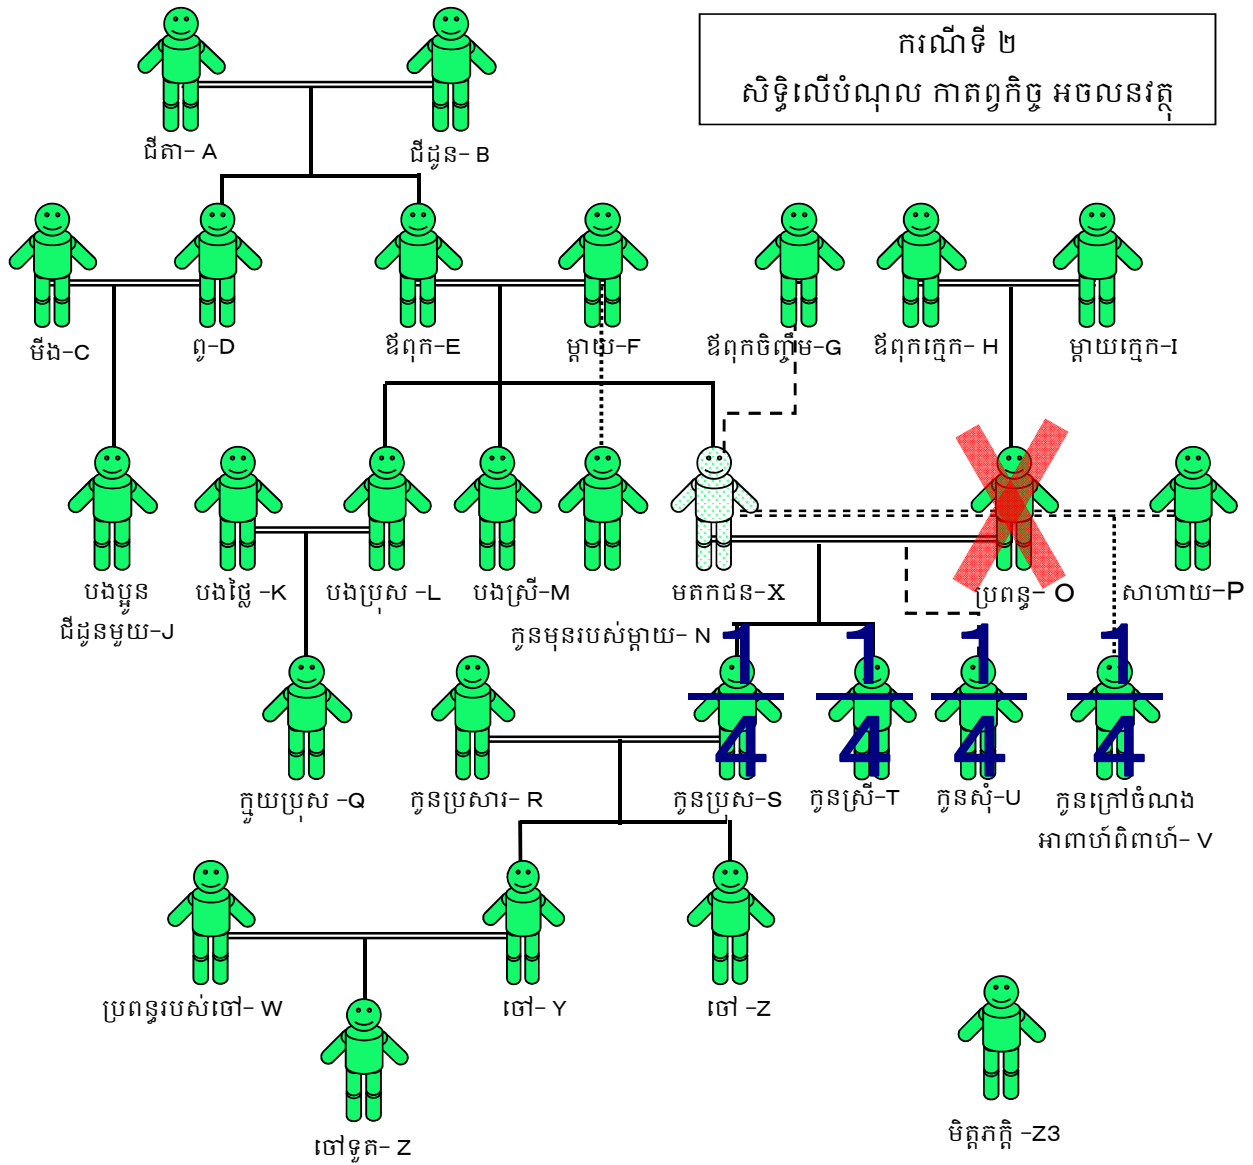 ករណីទី ២
សិទ្ធិលើបំណុល កាតព្វកិច្ច អចលនវត្ថុ
ជីតា– A
ជីដូន– B
មីង–C
ពូ–D
ឪពុក–E
ម្តាយ–F
ឪពុកចិញ្ចឹម–G
ឪពុកក្មេក– H
ម្តាយក្មេក–I
បងប្អូន
ជីដូនមួយ–J
បងថ្លៃ –K
បងប្រុស –L
បងស្រី–M
កូនមុនរបស់ម្តាយ– N
មតកជន–X
ប្រពន្ធ– O
សាហាយ–P
1
4
1
4
1
4
1
4
ក្មួយប្រុស –Q
កូនប្រសារ– R
កូនប្រស–S
កូនស្រី–T
កូនសុំ–U
កូនក្រៅចំណង
អាពាហ៍ពិពាហ៍– V
ប្រពន្ធរបស់ចៅ– W
ចៅ– Y
ចៅ –Z
ចៅទួត– Z
មិត្តភក្តិ –Z3